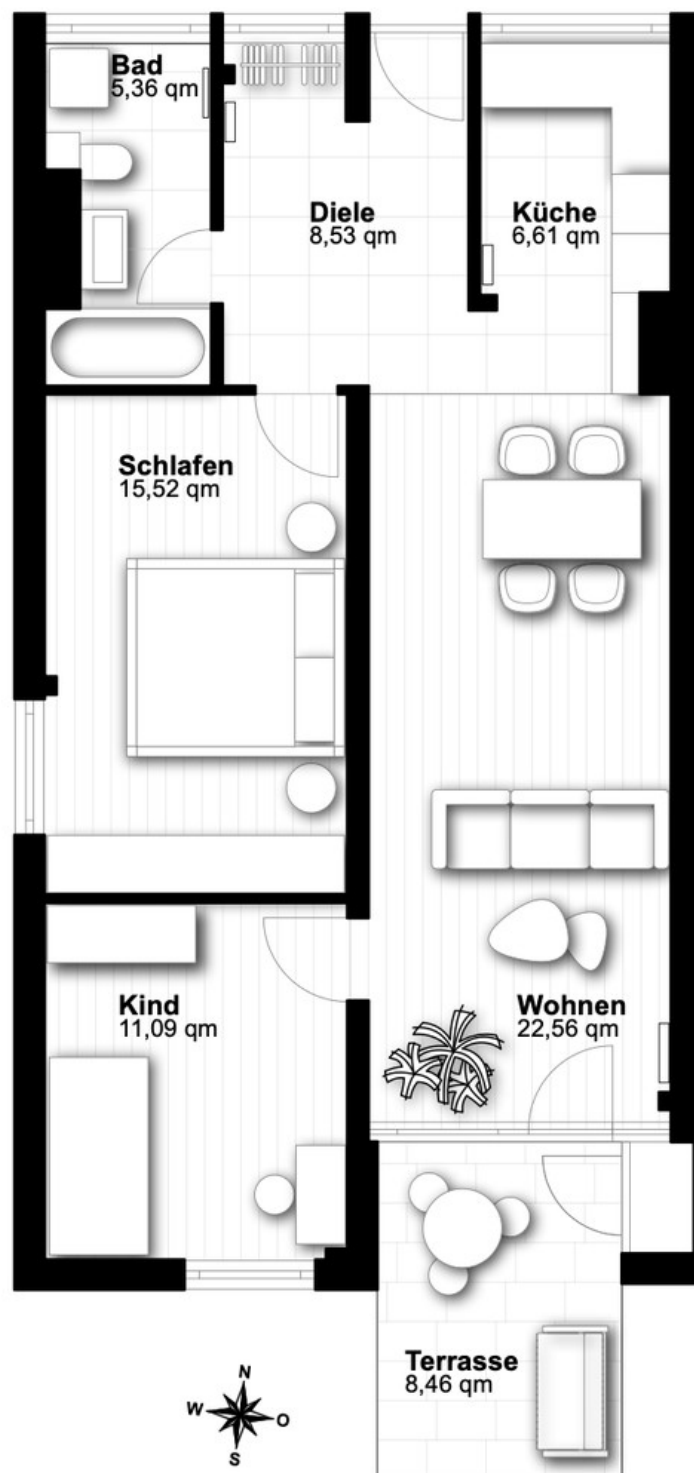 Bad
5,36 qm
Diele
8,53 qm
Küche
6,61 qm
Schlafen
15,52 qm
Kind
11,09 qm
Wohnen
22,56 qm
Terrasse
8,46 qm
N
W
O
S